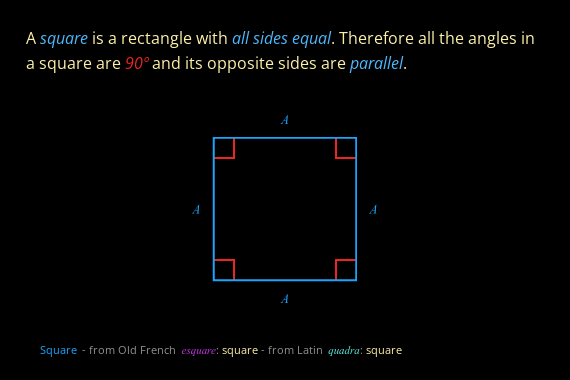 A square is a rectangle with all sides equal. Therefore all the angles in
a square are 90° and its opposite sides are parallel.
A
A A
A
Square - from Old French esquare: square - from Latin quadra: square